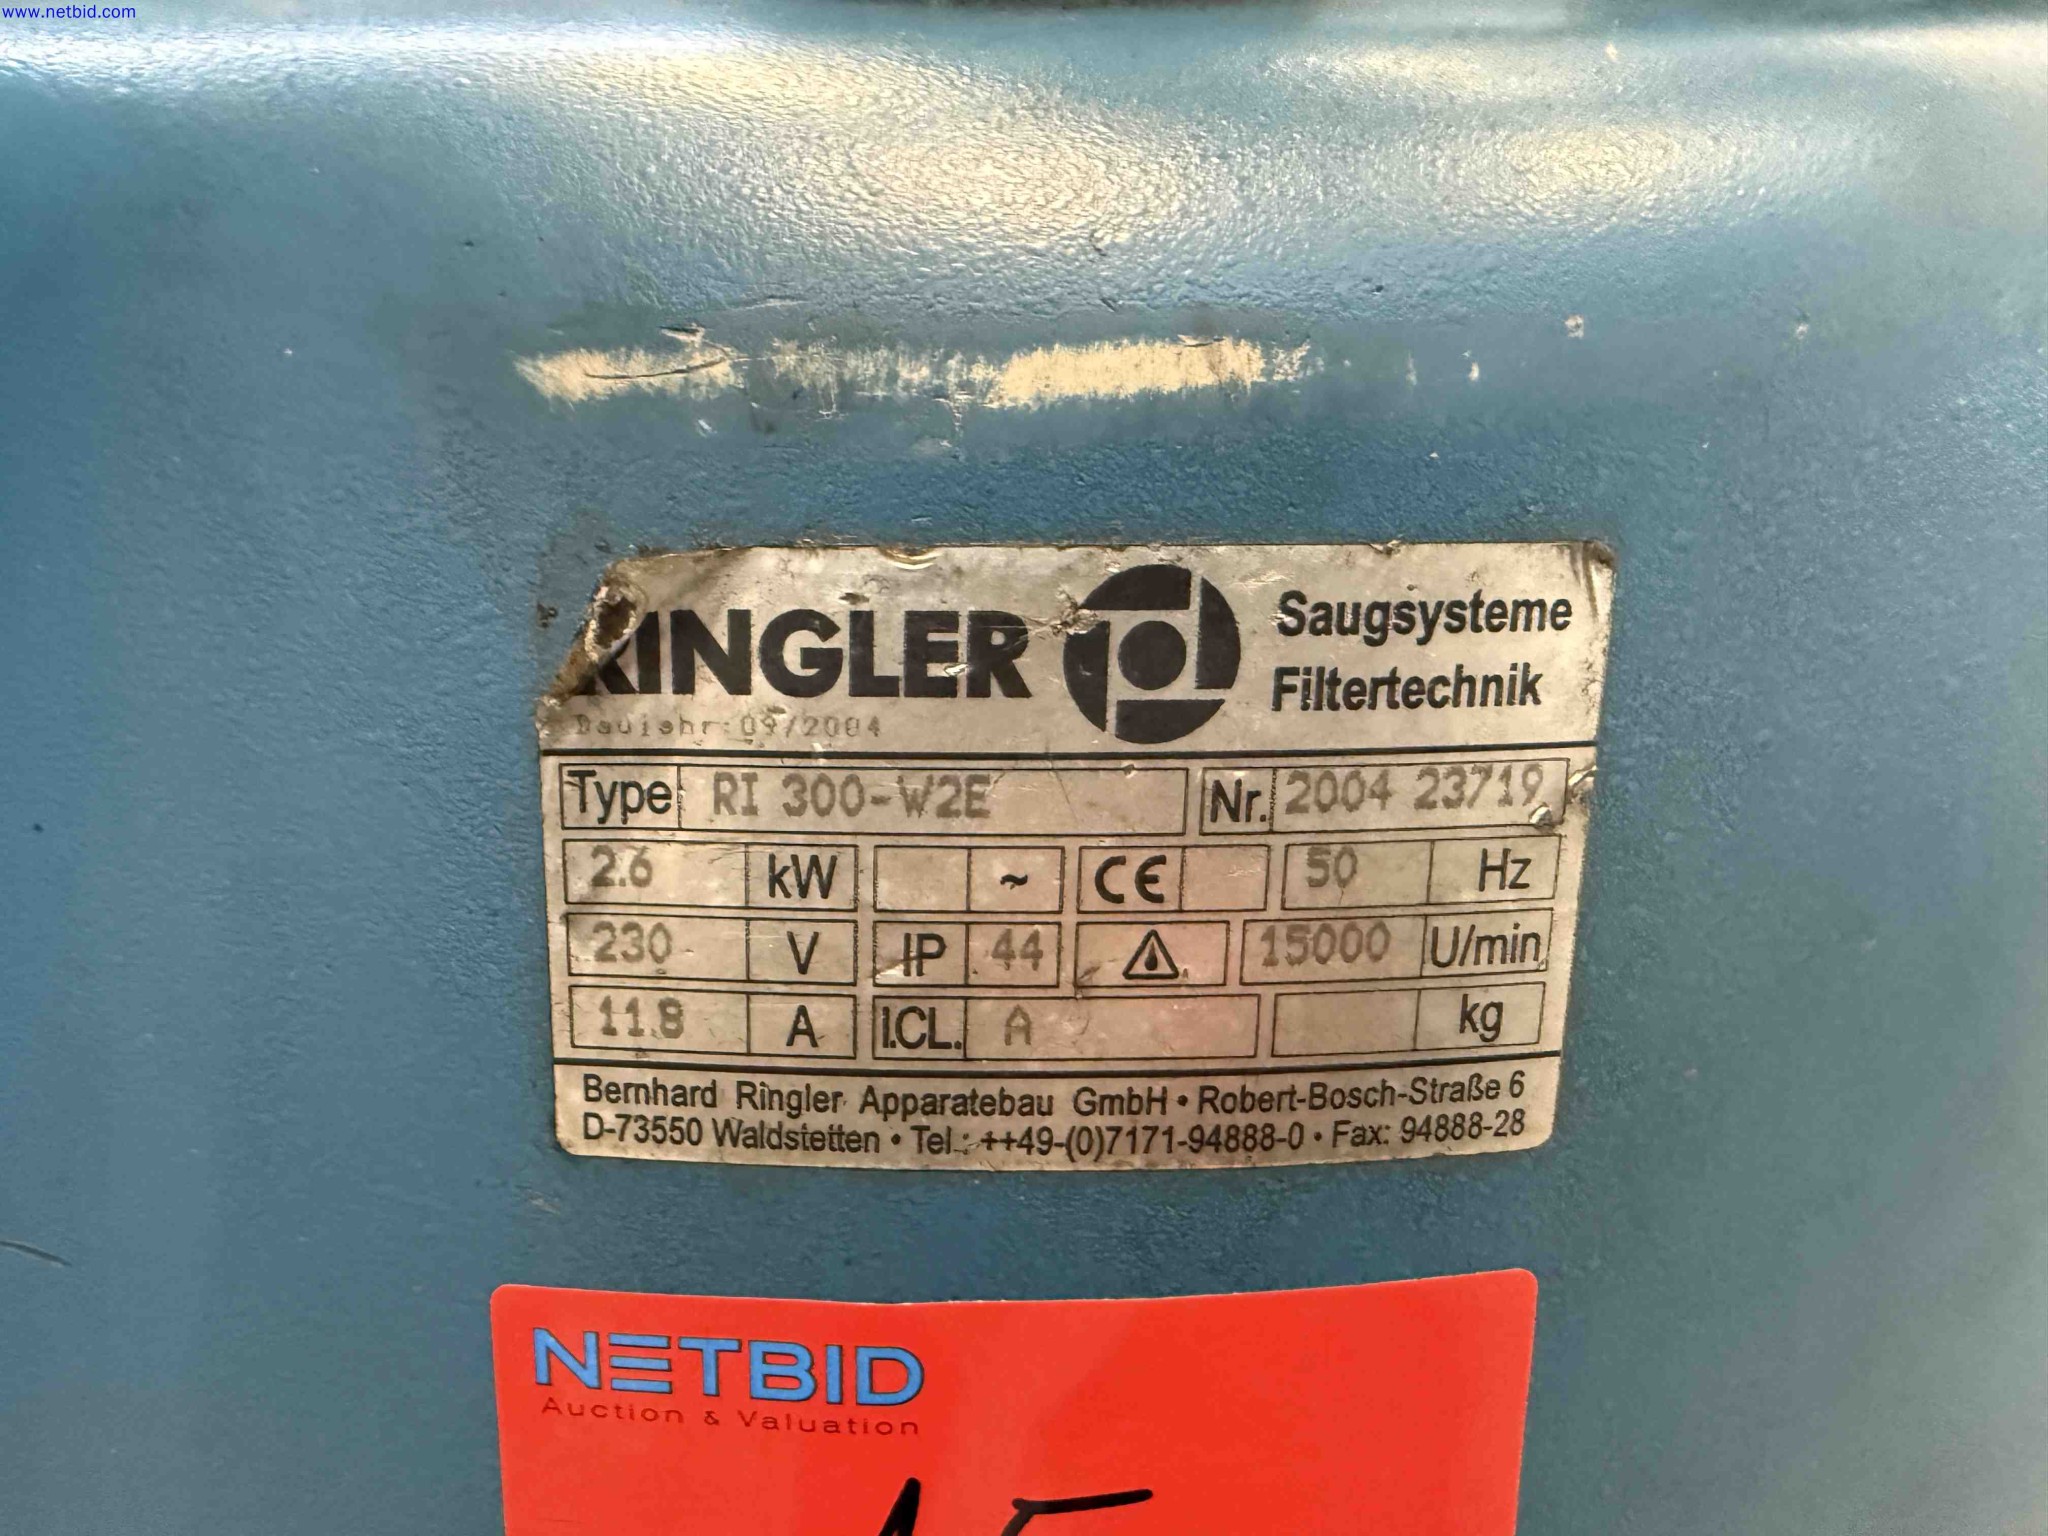 www.netbid.com
RINGLER
Saugsysteme
Filtertechnik
Baujahr: 09/2004
Type RI 300-W2E Nr. 2004 23719
2.6 kW ~ CE 50 Hz
230 V IP 44 15000 U/min
11.8 A I.CL. A kg
Bernhard Ringler Apparatebau GmbH • Robert-Bosch-Straße 6
D-73550 Waldstetten • Tel.: ++49-(0)7171-94888-0 • Fax: 94888-28
NETBID
Auction & Valuation